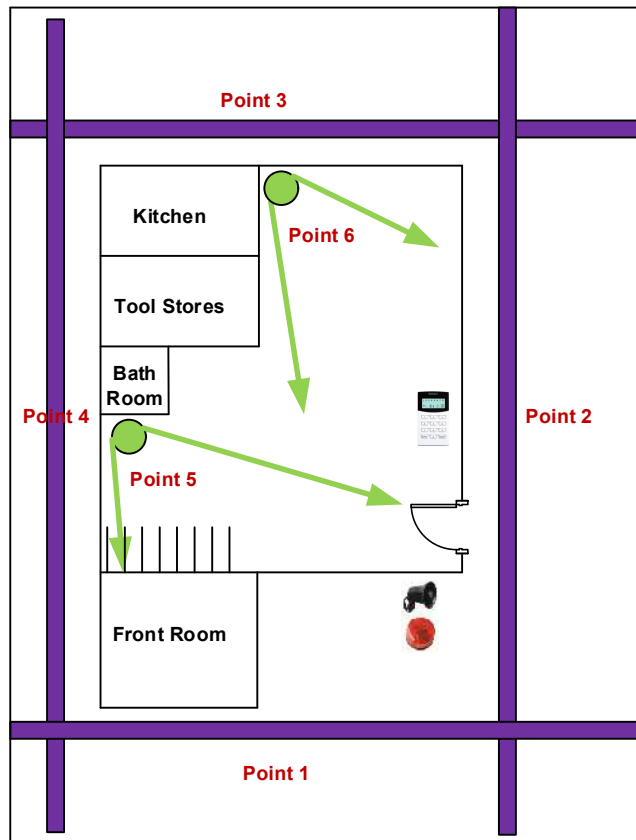 Point 3
Kitchen
Point 6
Tool Stores
Bath
Room
Point 4
Point 2
Point 5
Front Room
Point 1